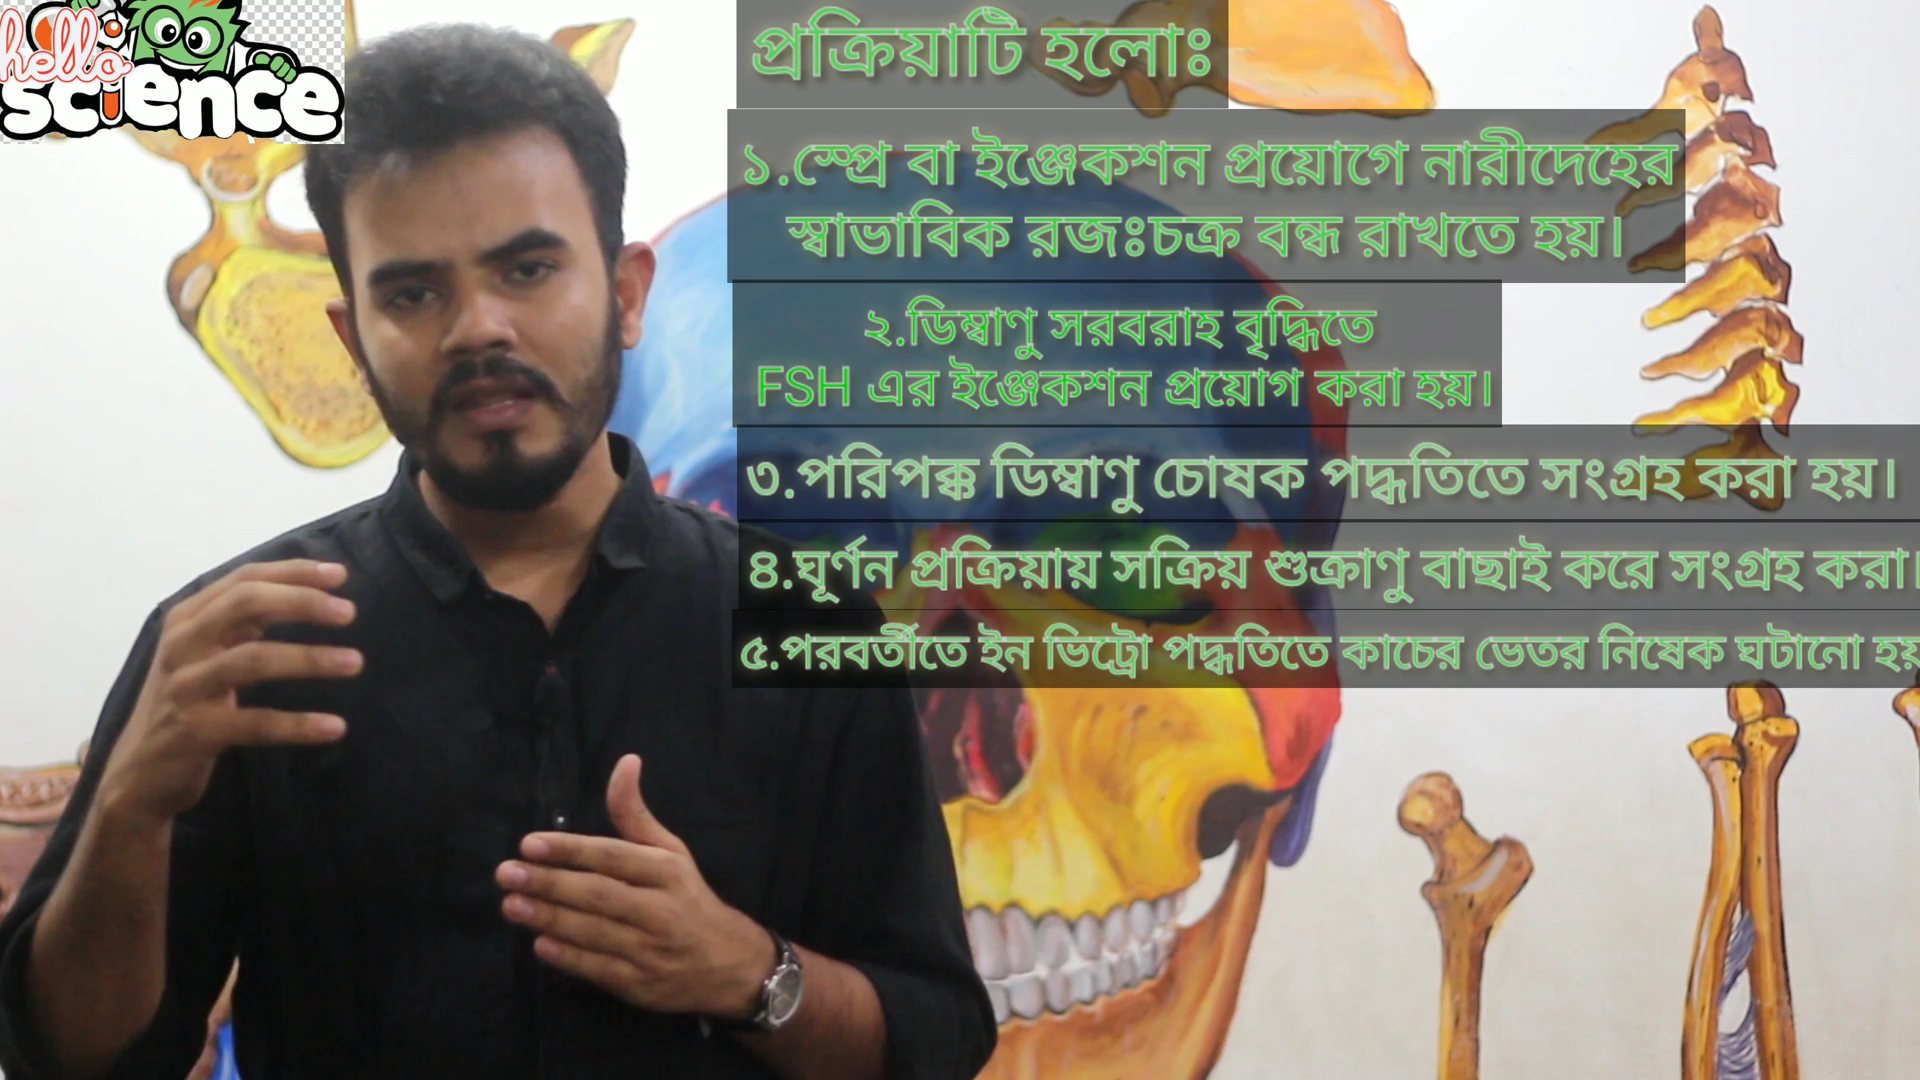 hello
science
প্রক্রিয়াটি হলোঃ
১.স্প্রে বা ইঞ্জেকশন প্রয়োগে নারীদেহের
স্বাভাবিক রজঃচক্র বন্ধ রাখতে হয়।
২.ডিম্বাণু সরবরাহ বৃদ্ধিতে
FSH এর ইঞ্জেকশন প্রয়োগ করা হয়।
৩.পরিপক্ক ডিম্বাণু চোষক পদ্ধতিতে সংগ্রহ করা হয়।
৪.ঘূর্ণন প্রক্রিয়ায় সক্রিয় শুক্রাণু বাছাই করে সংগ্রহ করা।
৫.পরবর্তীতে ইন ভিট্রো পদ্ধতিতে কাচের ভেতর নিষেক ঘটানো হয়